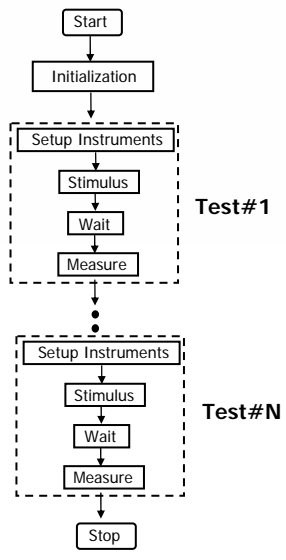 Start
Initialization
Setup Instruments
Stimulus
Test#1
Wait
Measure
Setup Instruments
Stimulus
Test#N
Wait
Measure
Stop